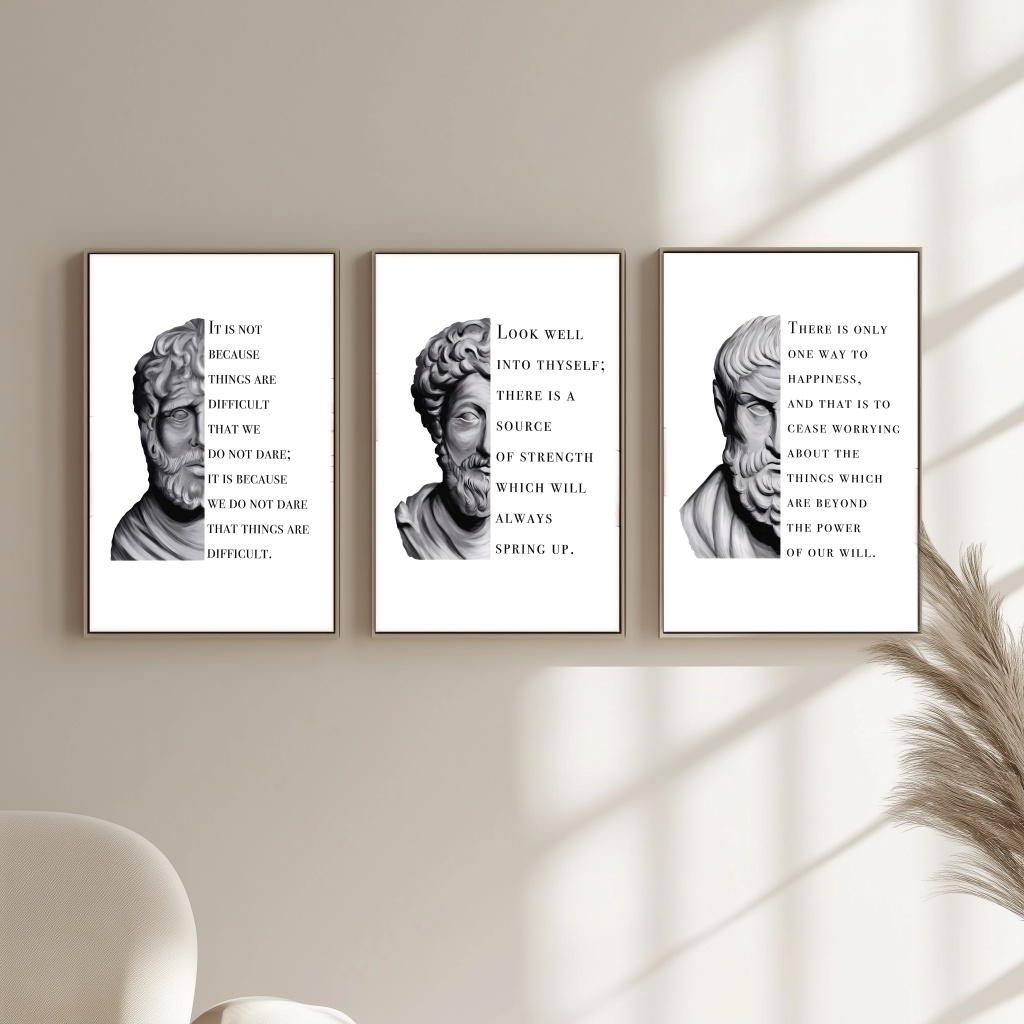 It is not
because
things are
difficult
that we
do not dare;
it is because
we do not dare
that things are
difficult.
Look well
into thyself;
there is a
source
of strength
which will
always
spring up.
There is only
one way to
happiness,
and that is to
cease worrying
about the
things which
are beyond
the power
of our will.